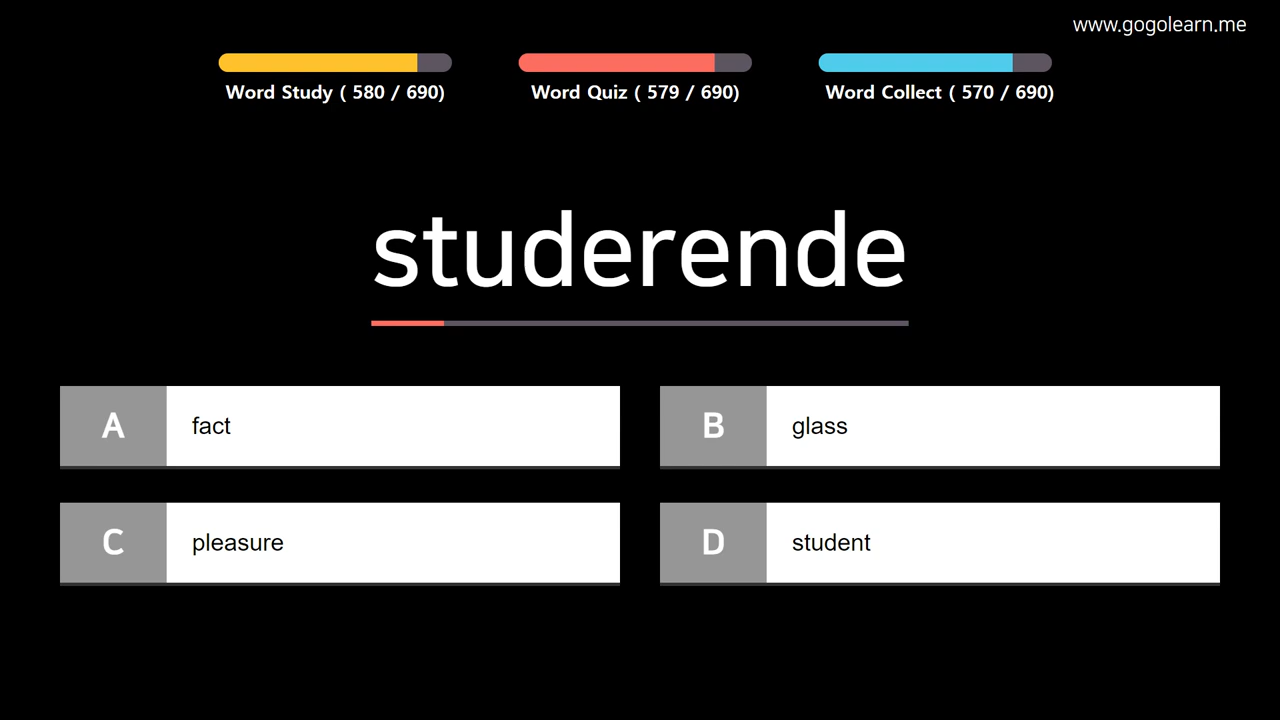 www.gogolearn.me
Word Study ( 580 / 690)
Word Quiz ( 579 / 690)
Word Collect ( 570 / 690)
studerende
A
fact
B
glass
C
pleasure
D
student